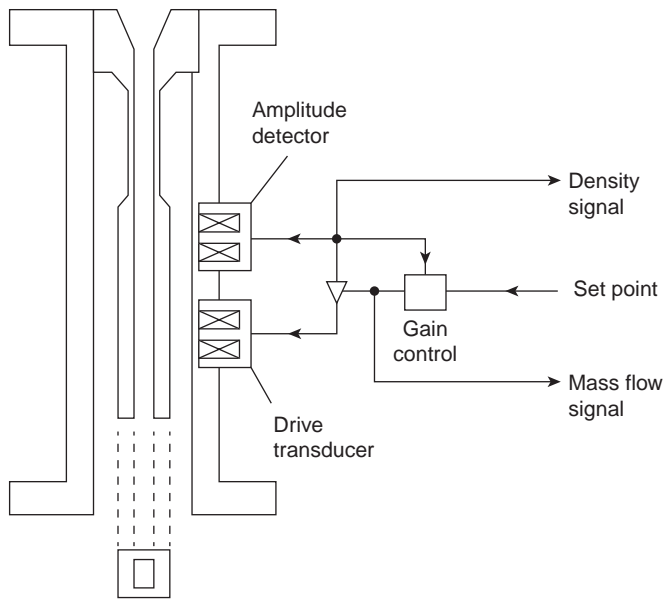 Amplitude
detector
Density
signal
Set point
Gain
control
Mass flow
signal
Drive
transducer